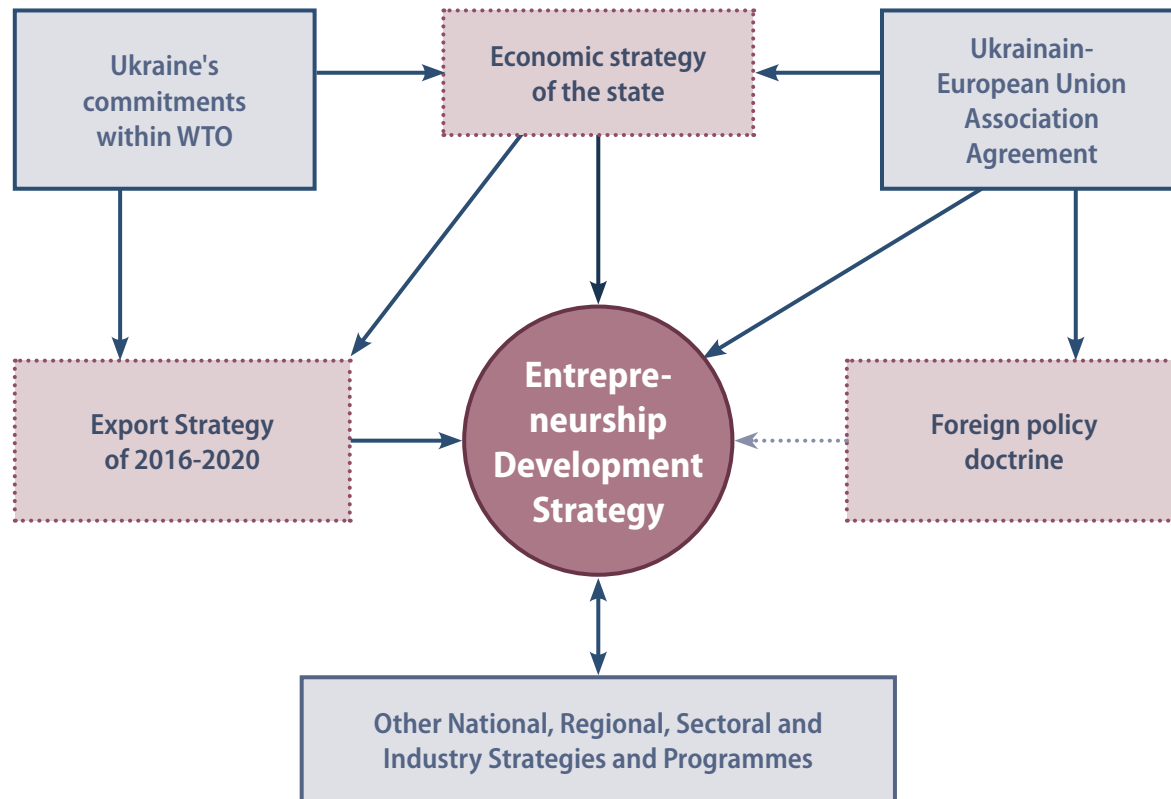 Ukraine's
commitments
within WTO
Economic strategy
of the state
Ukrainain-
European Union
Association
Agreement
Export Strategy
of 2016-2020
Entrepre-
neurship
Development
Strategy
Foreign policy
doctrine
Other National, Regional, Sectoral and
Industry Strategies and Programmes